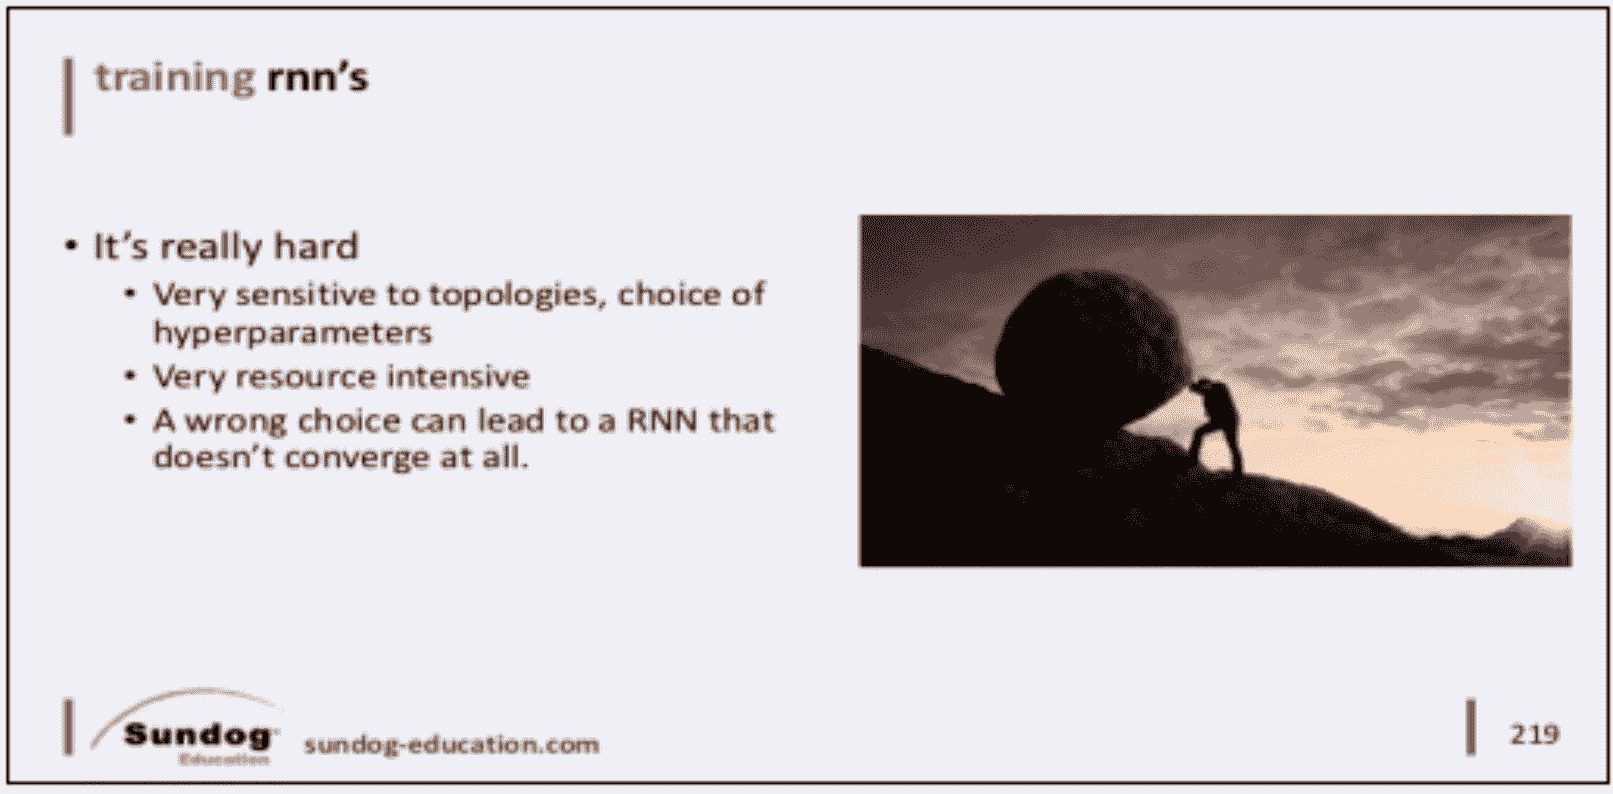 training rnn's
• It's really hard
• Very sensitive to topologies, choice of
hyperparameters
• Very resource intensive
• A wrong choice can lead to a RNN that
doesn't converge at all.
Sundog
Education
sundog-education.com
219